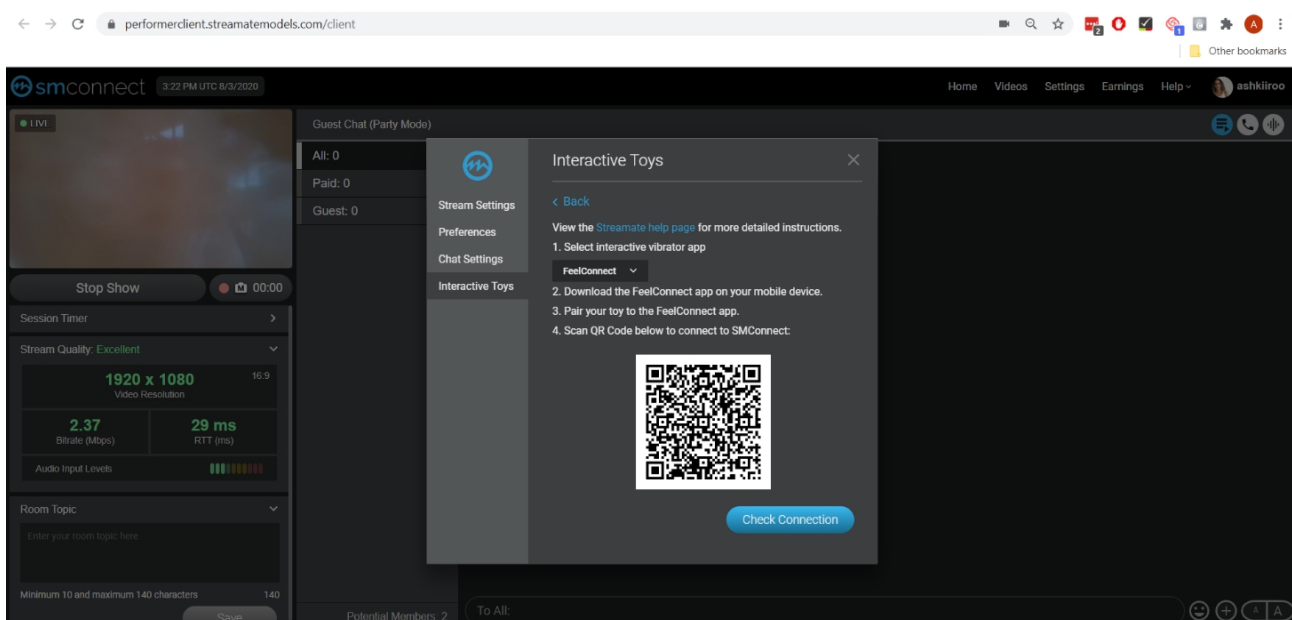 performerclient.streamatemodels.com/client
2
1
A
Other bookmarks
smconnect 3:22 PM UTC 8/3/2020
Home Videos Settings Earnings Help ashkiiroo
LIVE
Guest Chat (Party Mode)
All: 0
Paid: 0
Guest: 0
Stop Show
00:00
Session Timer
Stream Quality: Excellent
1920 x 1080
16:9
Video Resolution
2.37
29 ms
Bitrate (Mbps)
RTT (ms)
Audio Input Levels
Room Topic
Enter your room topic here
Minimum 10 and maximum 140 characters
140
Save
Stream Settings
Preferences
Chat Settings
Interactive Toys
Interactive Toys
< Back
View the Streamate help page for more detailed instructions.
1. Select interactive vibrator app
FeelConnect
2. Download the FeelConnect app on your mobile device.
3. Pair your toy to the FeelConnect app.
4. Scan QR Code below to connect to SMConnect:
Check Connection
Potential Members: 2
To All:
A A